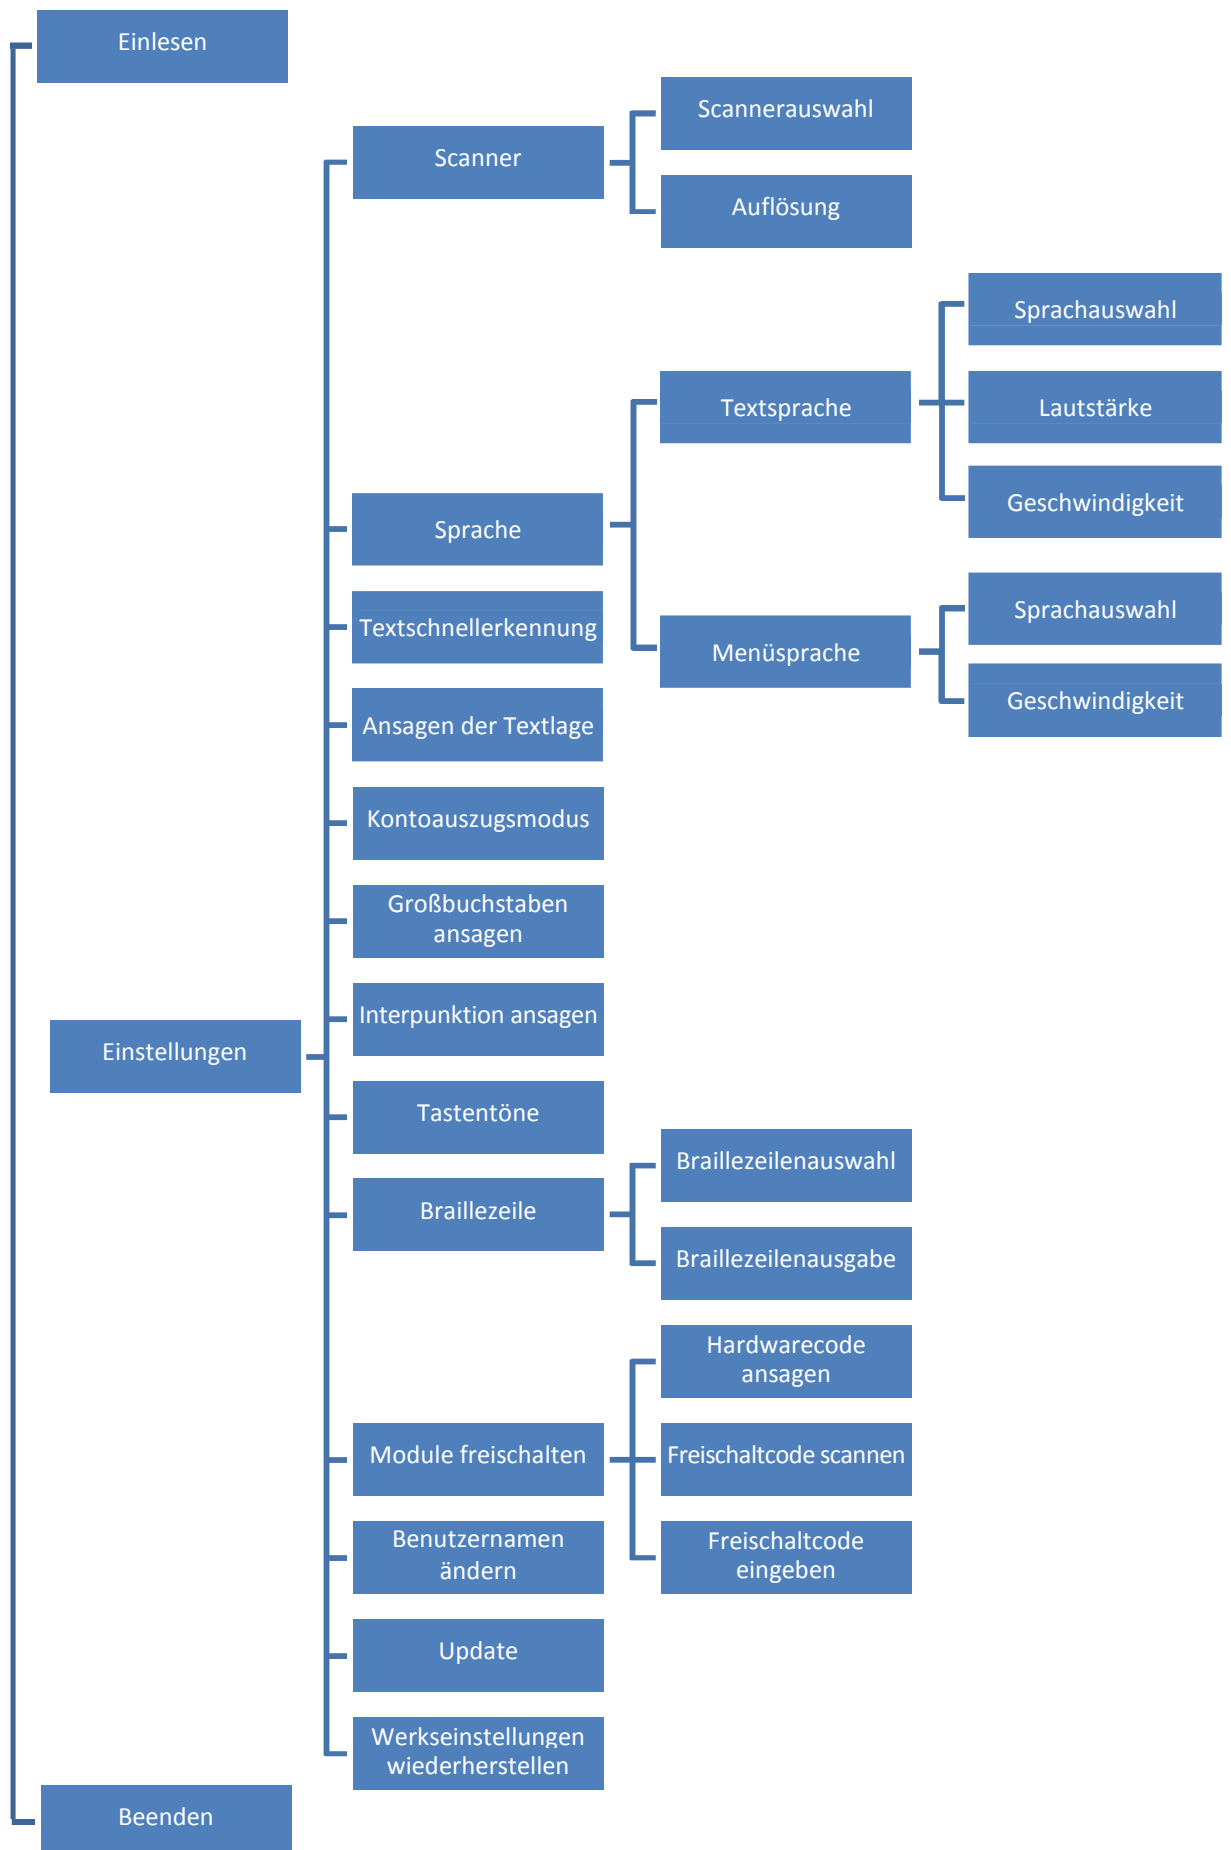 Einlesen
Scannerauswahl
Scanner
Auflösung
Sprachauswahl
Textsprache
Lautstärke
Geschwindigkeit
Sprache
Sprachauswahl
Textschnellerkennung
Menüsprache
Geschwindigkeit
Ansagen der Textlage
Kontoauszugsmodus
Großbuchstaben
ansagen
Interpunktion ansagen
Einstellungen
Tastentöne
Braillezeilenauswahl
Braillezeile
Braillezeilenausgabe
Hardwarecode
ansagen
Module freischalten
Freischaltcode scannen
Benutzernamen
ändern
Freischaltcode
eingeben
Update
Werkseinstellungen
wiederherstellen
Beenden